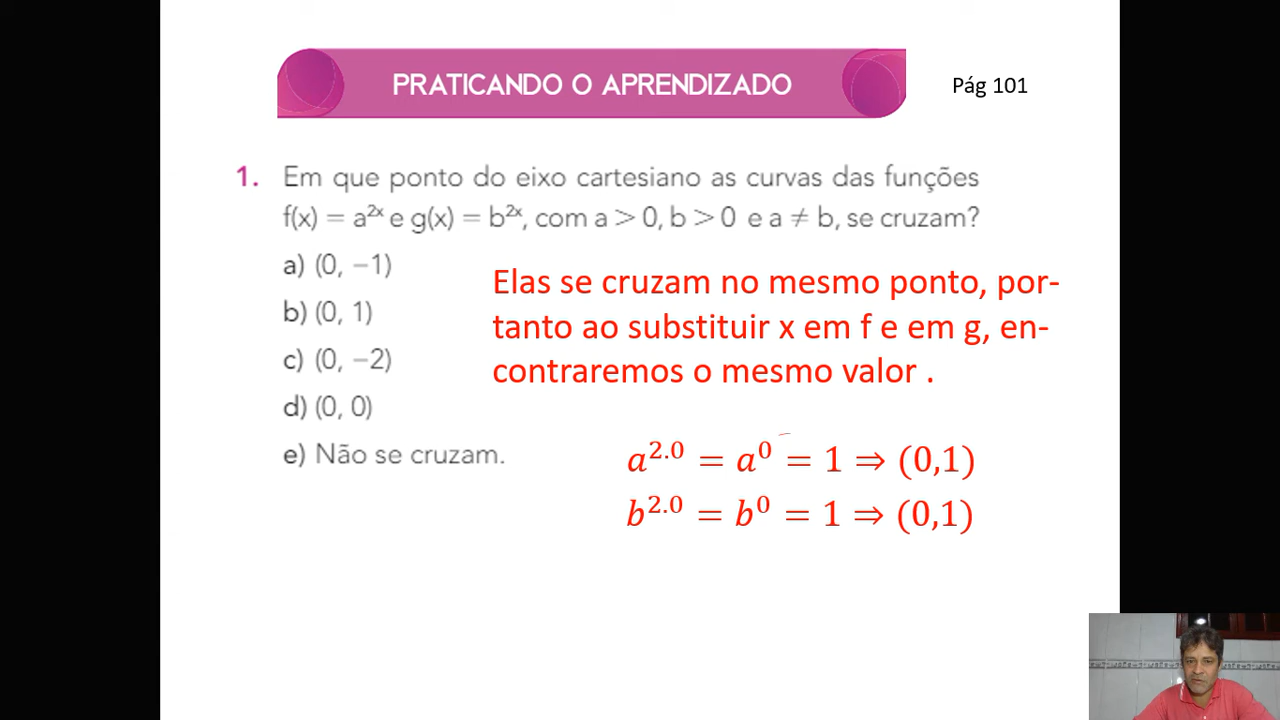 PRATICANDO O APRENDIZADO
Pág 101
1. Em que ponto do eixo cartesiano as curvas das funções
f(x) = a²ˣ e g(x) = b²ˣ, com a > 0, b > 0 e a ≠ b, se cruzam?
a) (0, −1)
b) (0, 1)
c) (0, −2)
d) (0, 0)
e) Não se cruzam.
Elas se cruzam no mesmo ponto, por-
tanto ao substituir x em f e em g, en-
contraremos o mesmo valor .
a^{2.0} = a^0 = 1 ⇒ (0,1)
b^{2.0} = b^0 = 1 ⇒ (0,1)